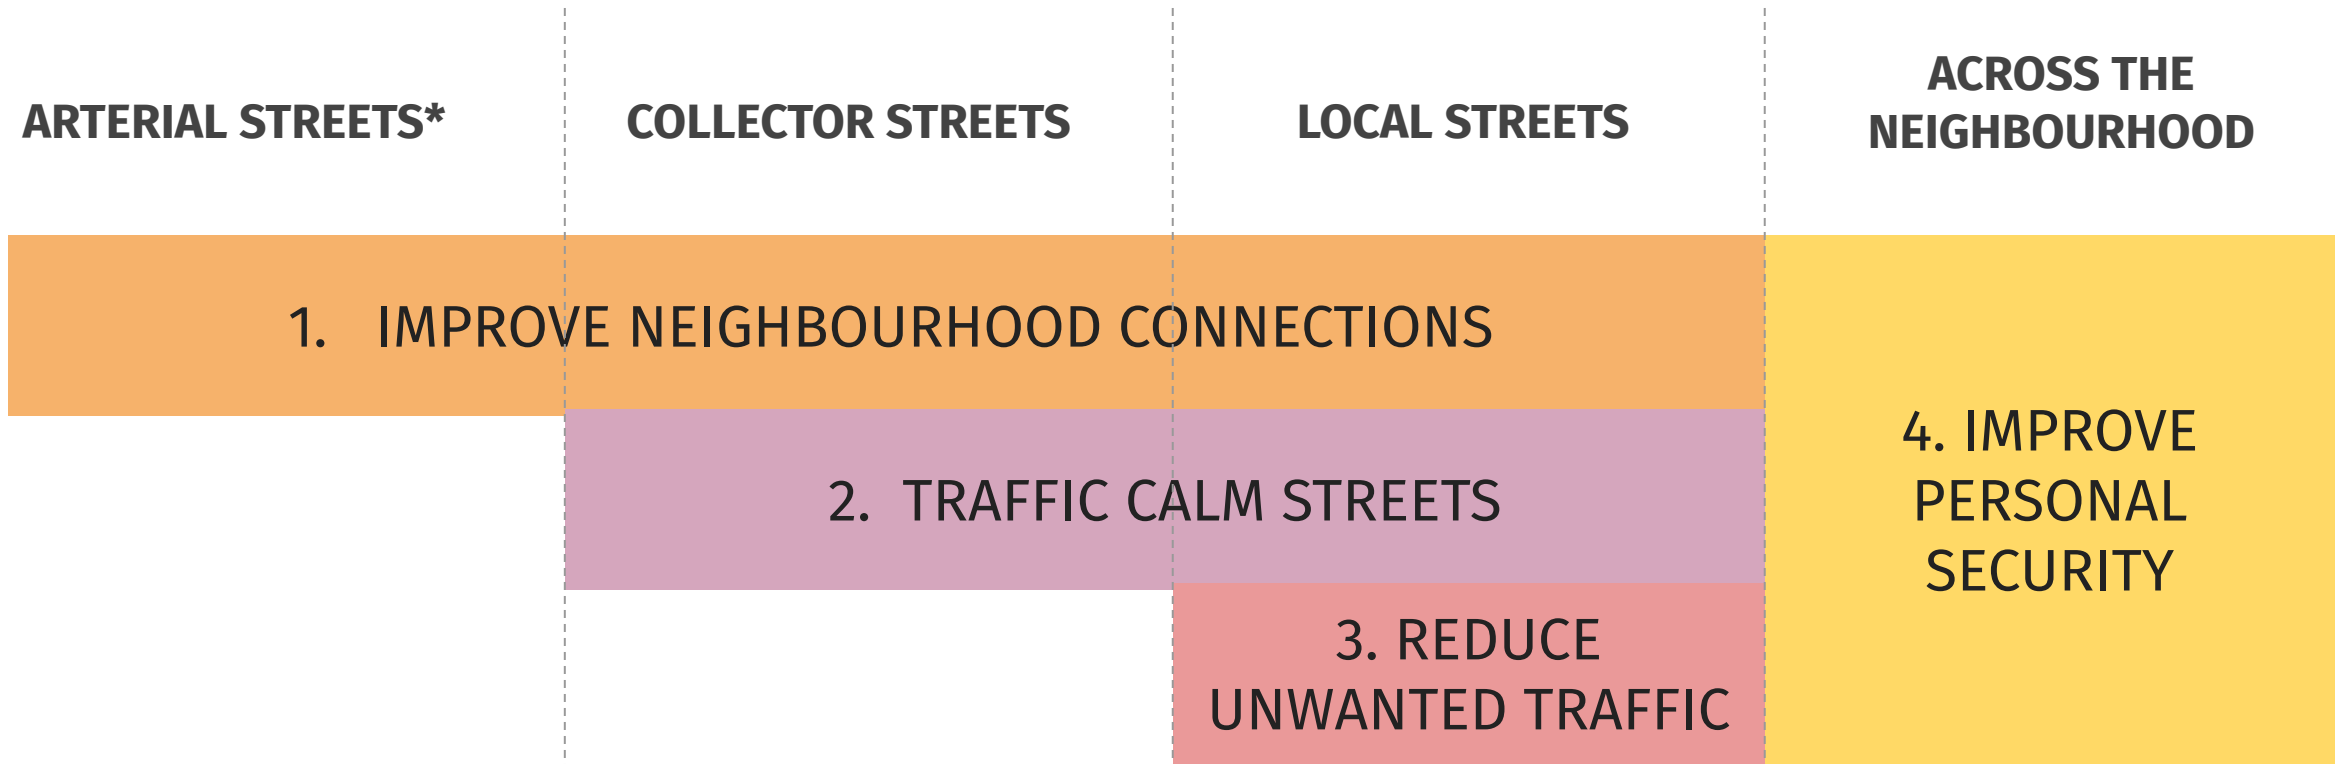 ARTERIAL STREETS*
COLLECTOR STREETS
LOCAL STREETS
ACROSS THE
NEIGHBOURHOOD
1. IMPROVE NEIGHBOURHOOD CONNECTIONS
2. TRAFFIC CALM STREETS
3. REDUCE
UNWANTED TRAFFIC
4. IMPROVE
PERSONAL
SECURITY